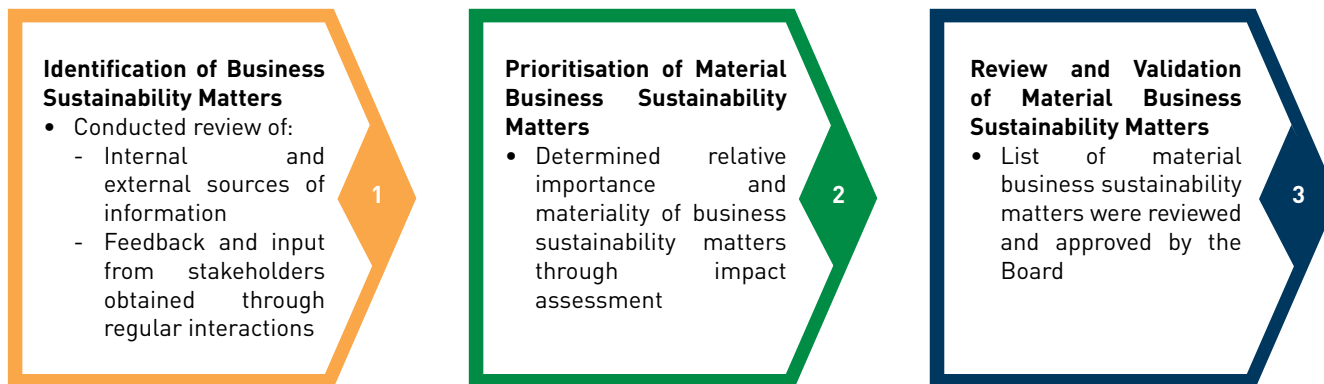 Identification of Business
Sustainability Matters
• Conducted review of:
- Internal and
external sources of
information
- Feedback and input
from stakeholders
obtained through
regular interactions
1
Prioritisation of Material
Business Sustainability
Matters
• Determined relative
importance and
materiality of business
sustainability matters
through impact
assessment
2
Review and Validation
of Material Business
Sustainability Matters
• List of material
business sustainability
matters were reviewed
and approved by the
Board
3